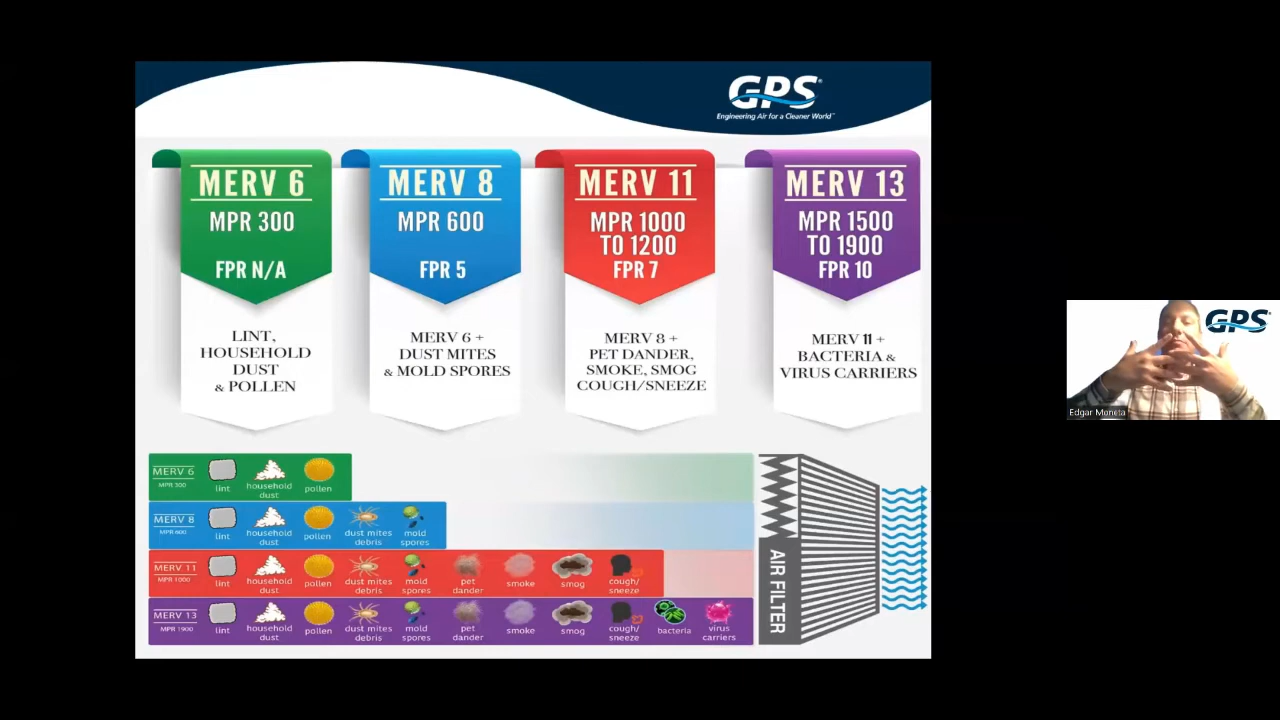 GPS®
Engineering Air for a Cleaner World™
MERV 6
MPR 300
FPR N/A
LINT,
HOUSEHOLD
DUST
& POLLEN
MERV 8
MPR 600
FPR 5
MERV 6 +
DUST MITES
& MOLD SPORES
MERV 11
MPR 1000
TO 1200
FPR 7
MERV 8 +
PET DANDER,
SMOKE, SMOG
COUGH/SNEEZE
MERV 13
MPR 1500
TO 1900
FPR 10
MERV 11 +
BACTERIA &
VIRUS CARRIERS
MERV 6
MPR 300
lint
household
dust
pollen
MERV 8
MPR 600
lint
household
dust
pollen
dust mites
debris
mold
spores
MERV 11
MPR 1000
lint
household
dust
pollen
dust mites
debris
mold
spores
pet
dander
smoke
smog
cough/
sneeze
MERV 13
MPR 1900
lint
household
dust
pollen
dust mites
debris
mold
spores
pet
dander
smoke
smog
cough/
sneeze
bacteria
virus
carriers
AIR FILTER
GPS
Edgar Moneta